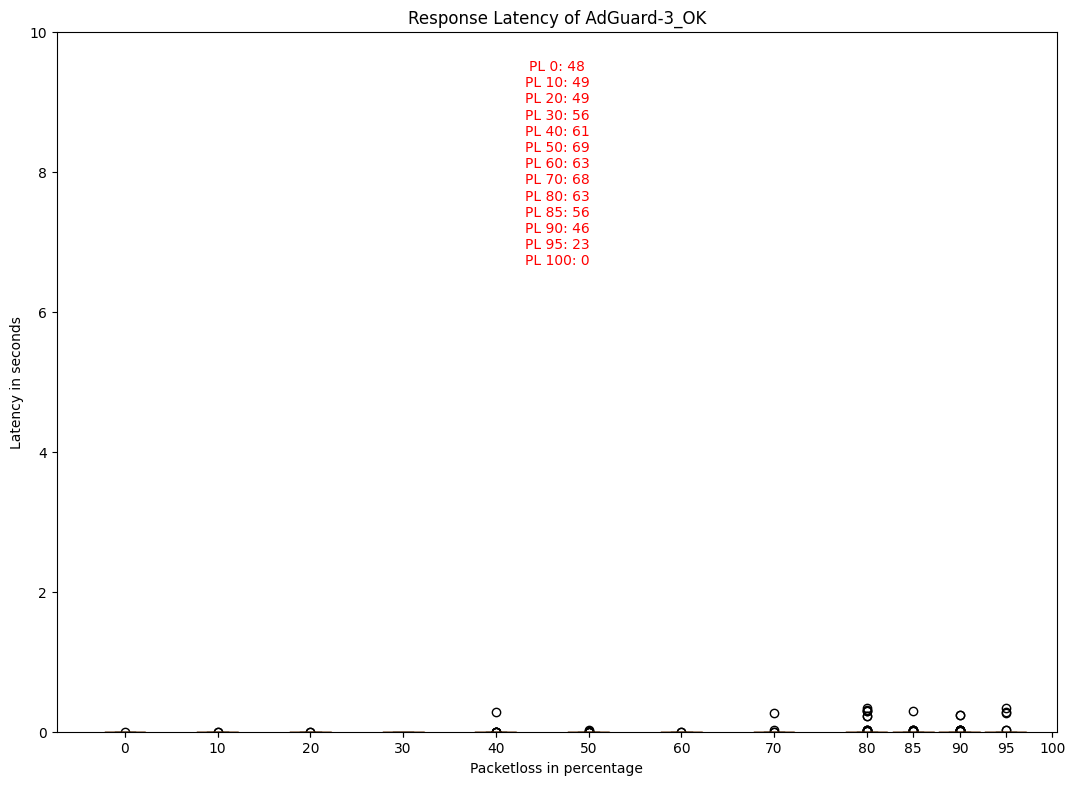 Response Latency of AdGuard-3_OK
10
8
6
4
2
0
Latency in seconds
PL 0: 48
PL 10: 49
PL 20: 49
PL 30: 56
PL 40: 61
PL 50: 69
PL 60: 63
PL 70: 68
PL 80: 63
PL 85: 56
PL 90: 46
PL 95: 23
PL 100: 0
0 10 20 30 40 50 60 70 80 85 90 95 100
Packetloss in percentage